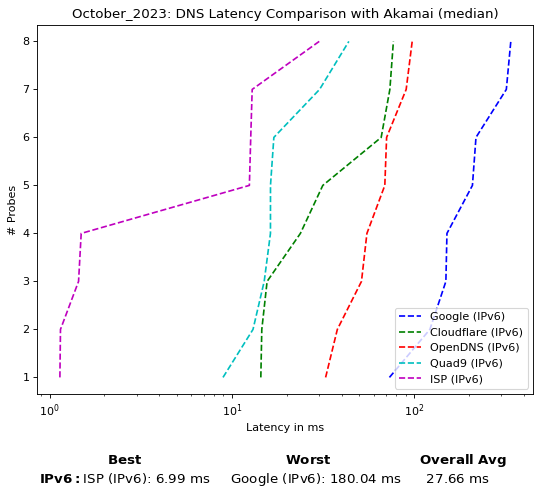 October_2023: DNS Latency Comparison with Akamai (median)
8
7
6
5
4
3
2
1
# Probes
Google (IPv6)
Cloudflare (IPv6)
OpenDNS (IPv6)
Quad9 (IPv6)
ISP (IPv6)
10⁰ 10¹ 10²
Latency in ms
Best Worst Overall Avg
IPv6: ISP (IPv6): 6.99 ms Google (IPv6): 180.04 ms 27.66 ms